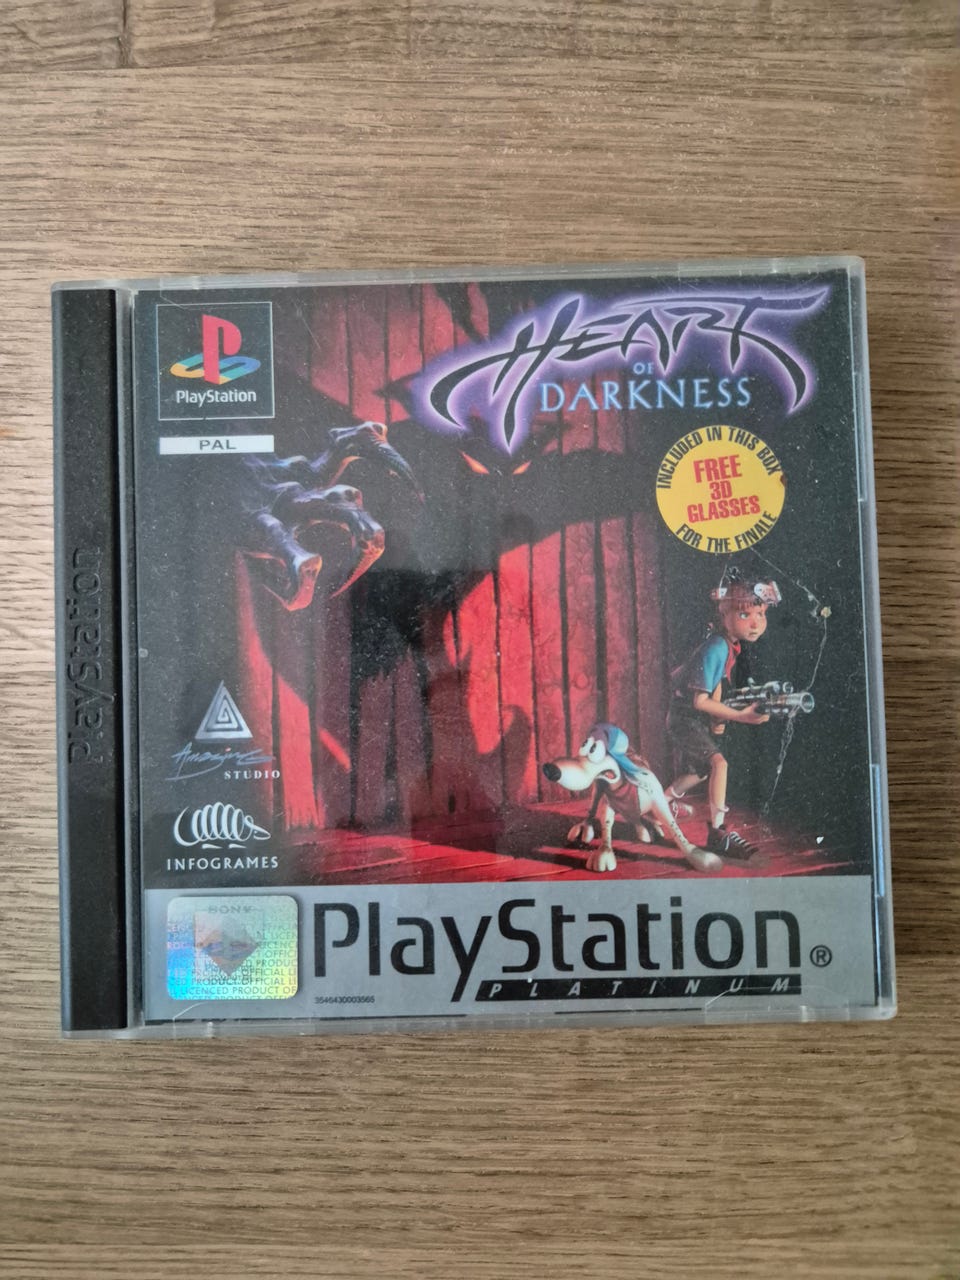 PlayStation
PlayStation
PAL
HEART
OF
DARKNESS
INCLUDED IN THIS BOX
FREE
3D
GLASSES
FOR THE FINALE
Amazing
STUDIO
INFOGRAMES
SONY
PlayStation®
PLATINUM
3546430003565